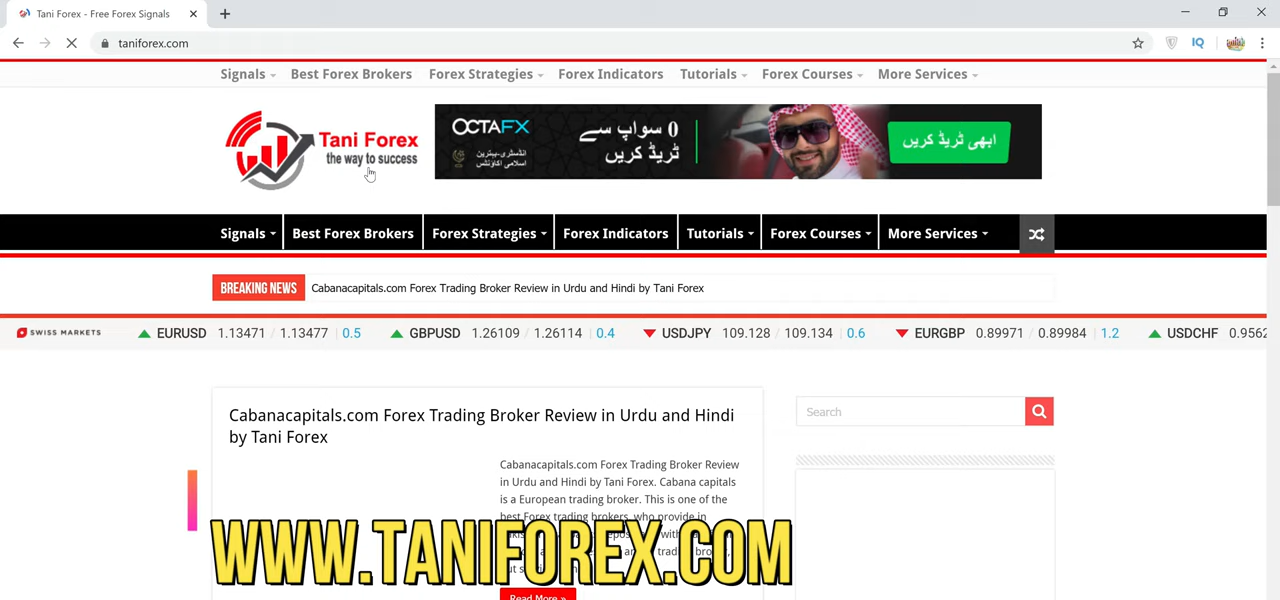 Tani Forex - Free Forex Signals
taniforex.com
IQ
Signals Best Forex Brokers Forex Strategies Forex Indicators Tutorials Forex Courses More Services
Tani Forex
the way to success
OCTAFX
انڈسٹری-بہترین
اسلامی اکاؤنٹس
0 سواپ سے
ٹریڈ کریں
ابھی ٹریڈ کریں
Signals Best Forex Brokers Forex Strategies Forex Indicators Tutorials Forex Courses More Services
BREAKING NEWS Cabanacapitals.com Forex Trading Broker Review in Urdu and Hindi by Tani Forex
SWISS MARKETS EURUSD 1.13471 / 1.13477 0.5 GBPUSD 1.26109 / 1.26114 0.4 USDJPY 109.128 / 109.134 0.6 EURGBP 0.89971 / 0.89984 1.2 USDCHF 0.9562
Cabanacapitals.com Forex Trading Broker Review in Urdu and Hindi
by Tani Forex
Search
Cabanacapitals.com Forex Trading Broker Review
in Urdu and Hindi by Tani Forex. Cabana capitals
is a European trading broker. This is one of the
best Forex trading brokers, who provide in
WWW.TANIFOREX.COM
Read More »